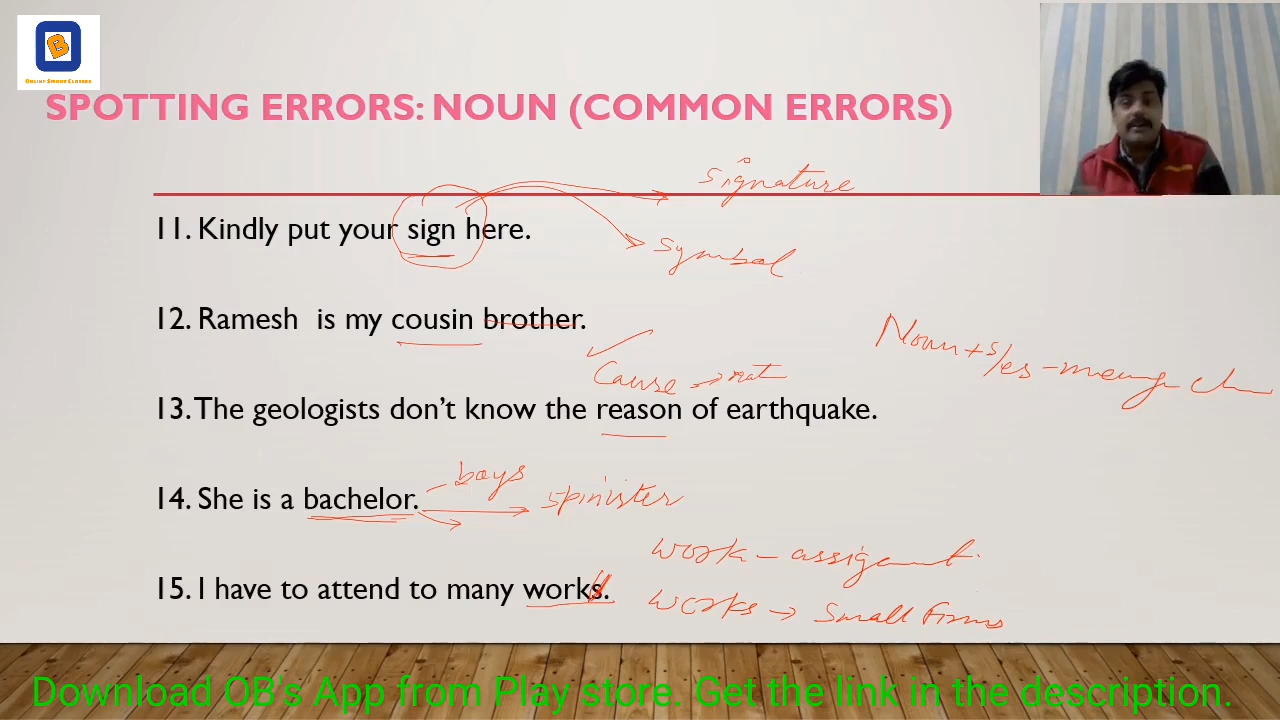 ONLINE SMART CLASSES
SPOTTING ERRORS: NOUN (COMMON ERRORS)
signature
11. Kindly put your sign here.
symbol
12. Ramesh is my cousin brother.
Noun + s/es -
Cause → nat
13. The geologists don't know the reason of earthquake.
boys
14. She is a bachelor.
spinister
work - assigment
15. I have to attend to many works.
works → small firms
Download OB's App from Play store. Get the link in the description.